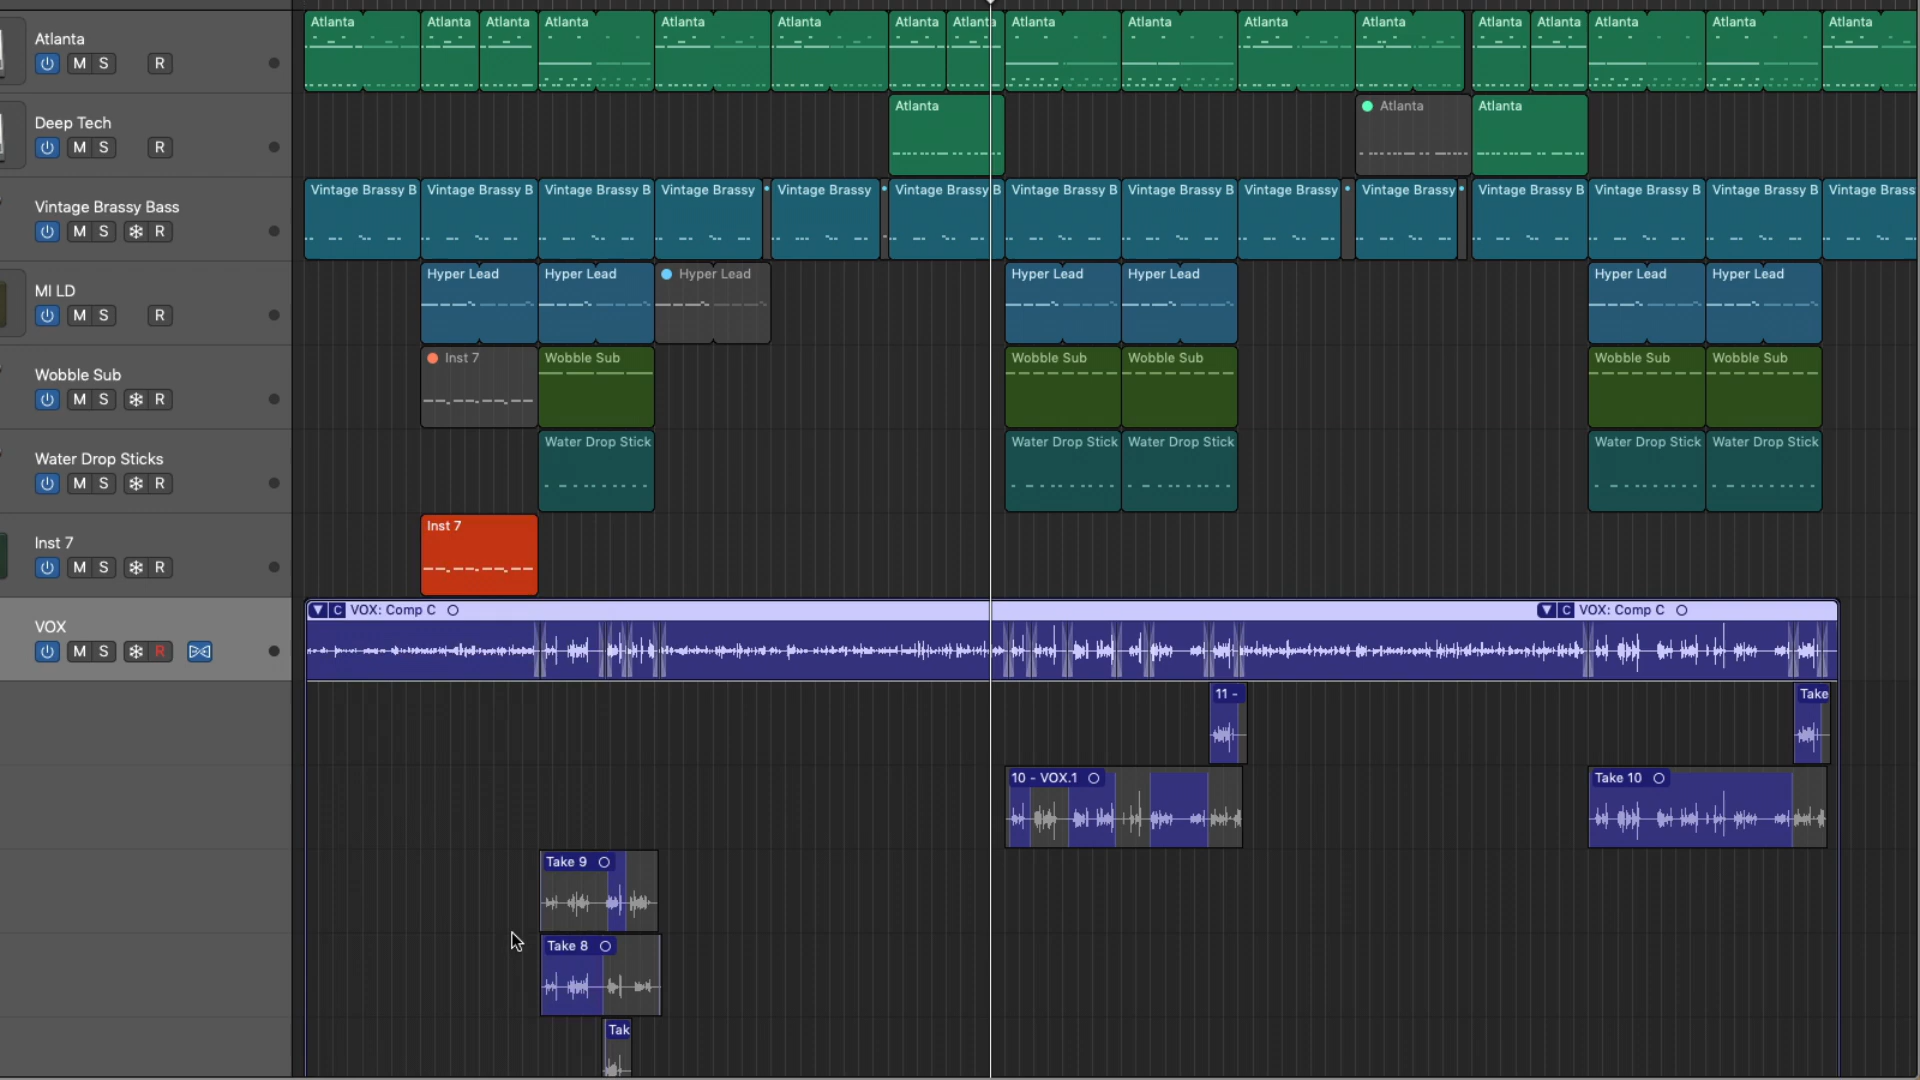 Atlanta
M S R
Atlanta Atlanta Atlanta Atlanta Atlanta Atlanta Atlanta Atlanta Atlanta Atlanta Atlanta Atlanta Atlanta Atlanta Atlanta Atlanta Atlanta
Deep Tech
M S R
Atlanta Atlanta Atlanta
Vintage Brassy Bass
M S R
Vintage Brassy B Vintage Brassy B Vintage Brassy B Vintage Brassy Vintage Brassy Vintage Brassy B Vintage Brassy B Vintage Brassy B Vintage Brassy Vintage Brassy Vintage Brassy B Vintage Brassy B Vintage Brassy B Vintage Brass
MI LD
M S R
Hyper Lead Hyper Lead Hyper Lead Hyper Lead Hyper Lead Hyper Lead Hyper Lead
Wobble Sub
M S R
Inst 7 Wobble Sub Wobble Sub Wobble Sub Wobble Sub Wobble Sub
Water Drop Sticks
M S R
Water Drop Stick Water Drop Stick Water Drop Stick Water Drop Stick Water Drop Stick
Inst 7
M S R
Inst 7
VOX
M S R
C VOX: Comp C C VOX: Comp C
11 - Take
10 - VOX.1 Take 10
Take 9
Take 8
Tak